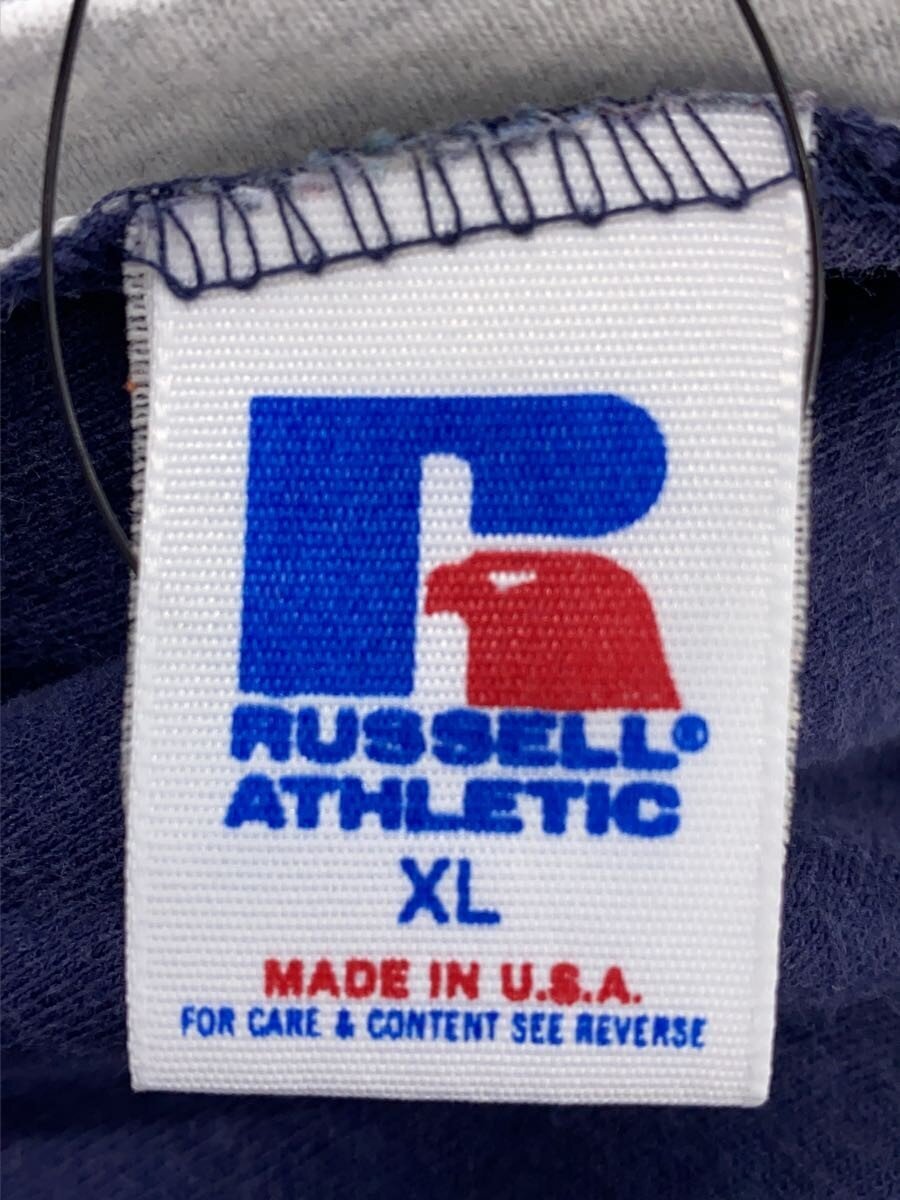 RUSSELL®
ATHLETIC
XL
MADE IN U.S.A.
FOR CARE & CONTENT SEE REVERSE